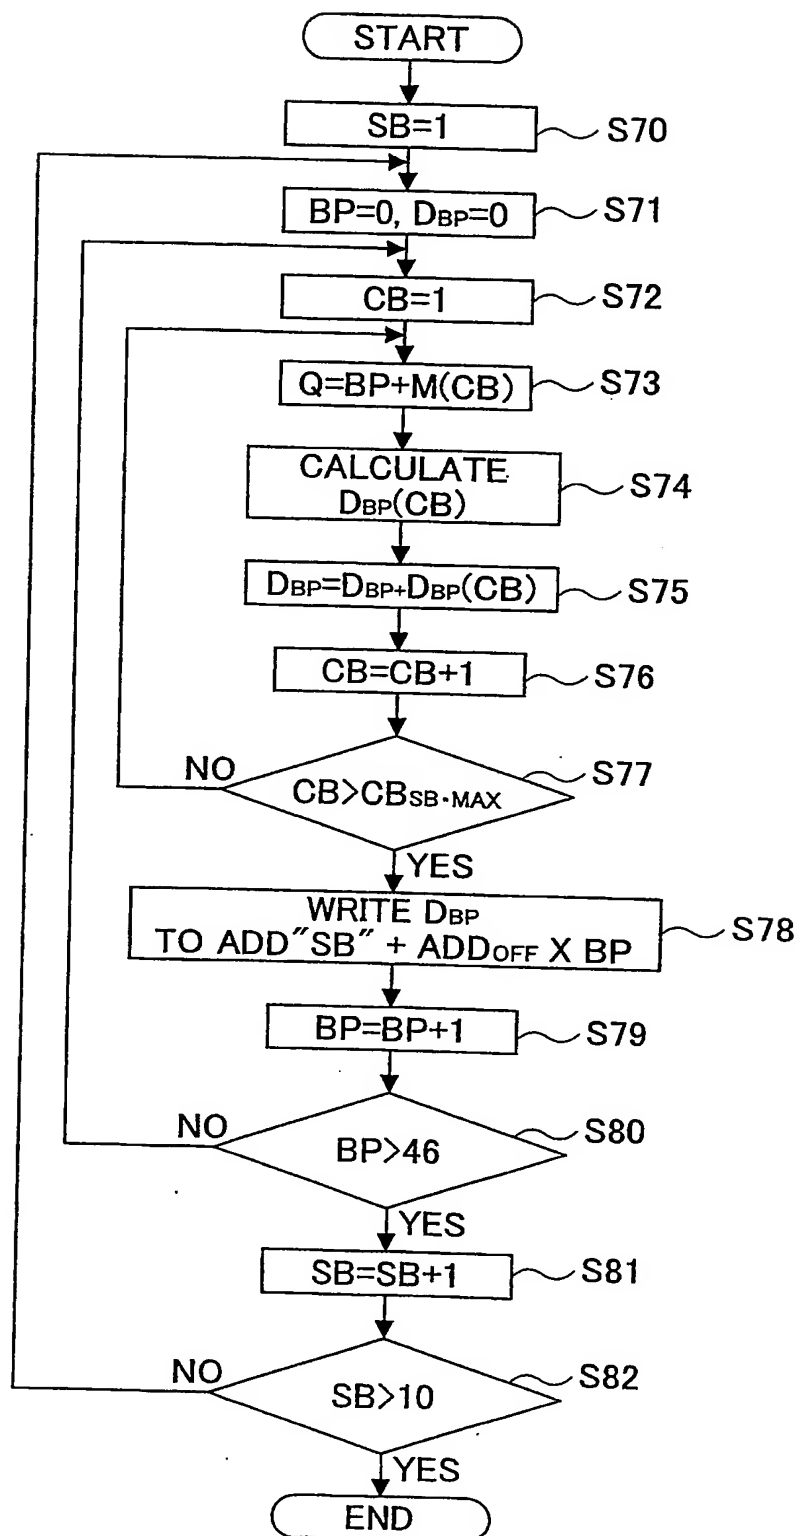 START
SB=1
S70
BP=0, DBP=0
S71
CB=1
S72
Q=BP+M(CB)
S73
CALCULATE
DBP(CB)
S74
DBP=DBP+DBP(CB)
S75
CB=CB+1
S76
NO
CB>CBSB·MAX
S77
YES
WRITE DBP
TO ADD"SB" + ADDOFF X BP
S78
BP=BP+1
S79
NO
BP>46
S80
YES
SB=SB+1
S81
NO
SB>10
S82
YES
END